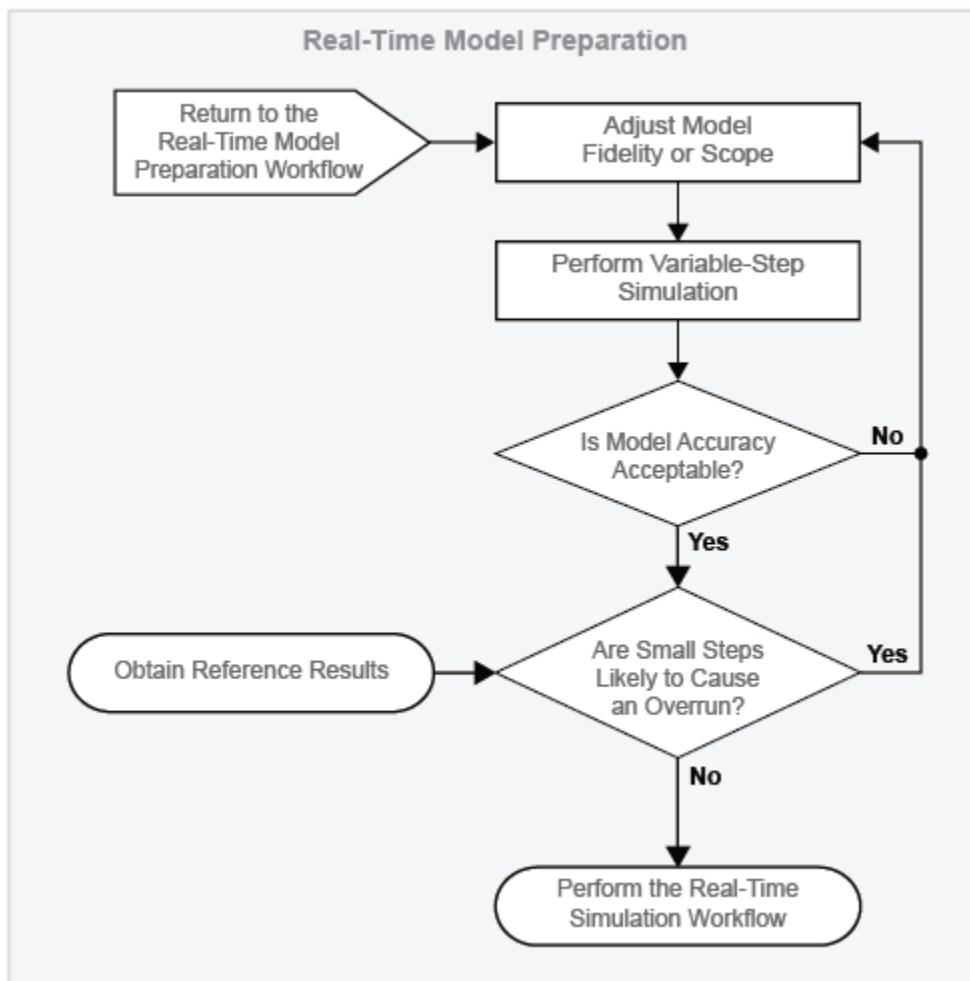 Real-Time Model Preparation
Return to the
Real-Time Model
Preparation Workflow
Adjust Model
Fidelity or Scope
Perform Variable-Step
Simulation
Is Model Accuracy
Acceptable?
No
Yes
Obtain Reference Results
Are Small Steps
Likely to Cause
an Overrun?
Yes
No
Perform the Real-Time
Simulation Workflow